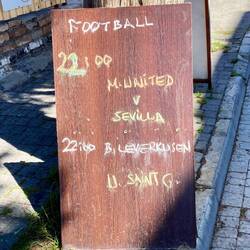 FOOTBALL
22:00
M.UNITED
V
SEVILLA
22:00 B.LEVERKUSEN
U. SAINT G.